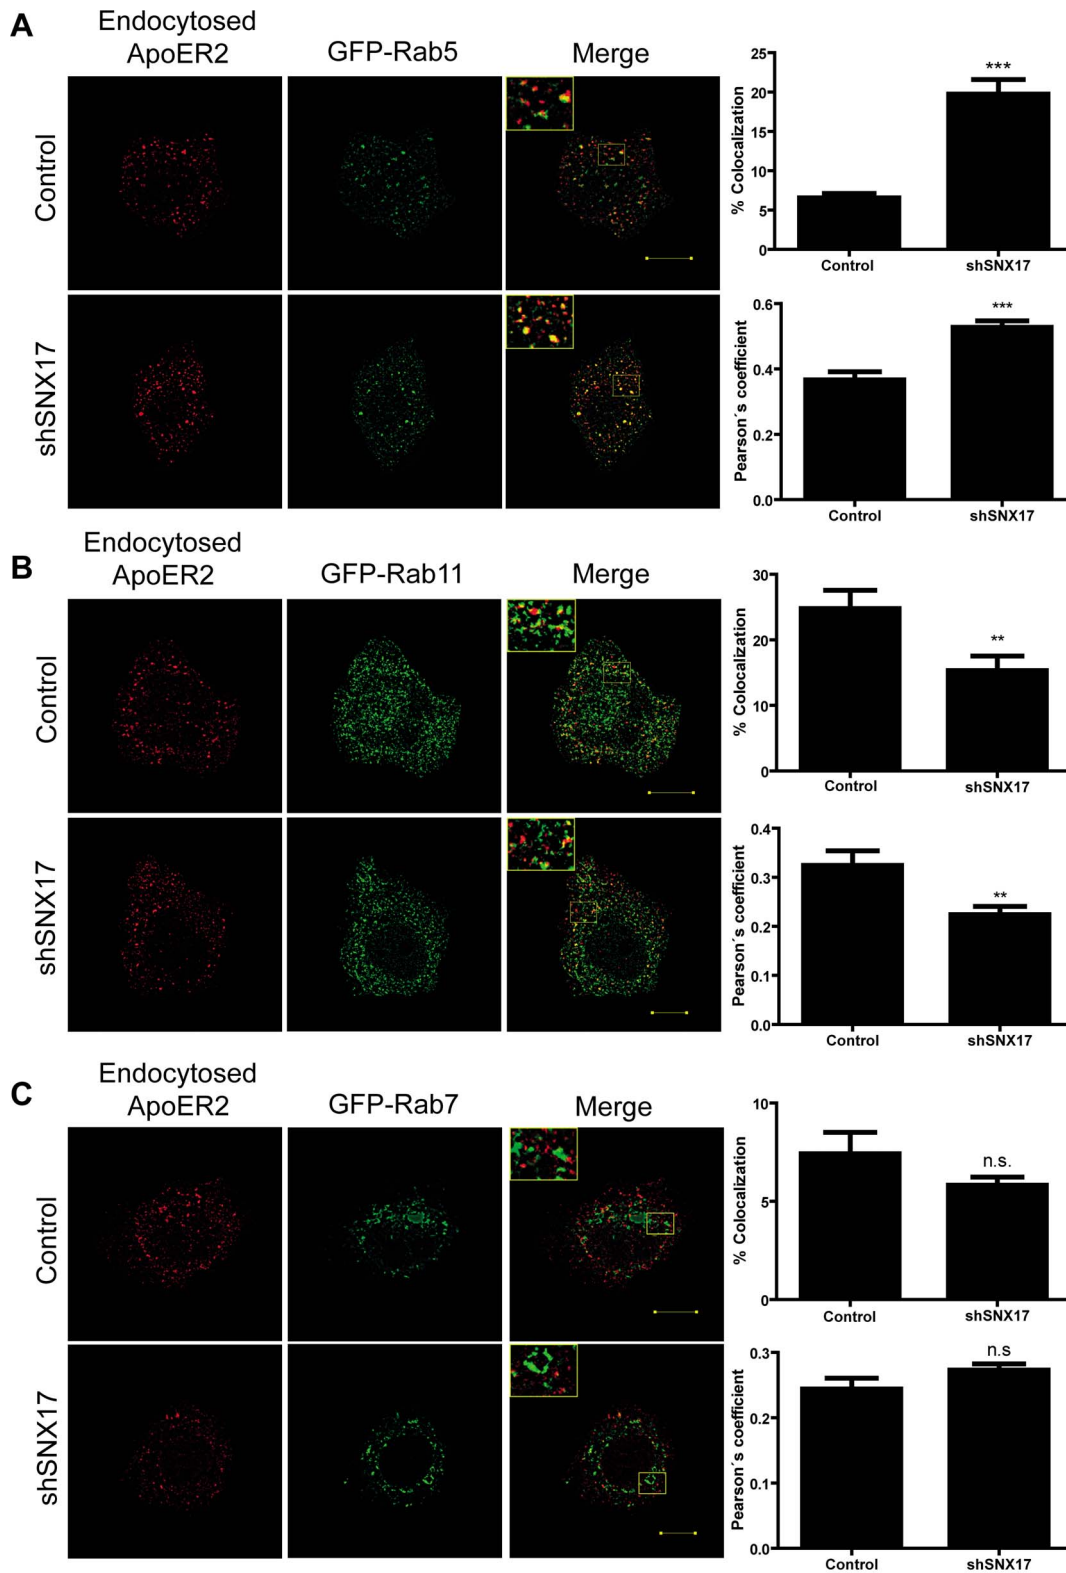 A
Endocytosed
ApoER2
GFP-Rab5
Merge
Control
shSNX17
25
20
15
10
5
0
% Colocalization
***
Control
shSNX17
0.6
0.4
0.2
0.0
Pearson´s coefficient
***
Control
shSNX17
B
Endocytosed
ApoER2
GFP-Rab11
Merge
Control
shSNX17
30
20
10
0
% Colocalization
**
Control
shSNX17
0.4
0.3
0.2
0.1
0.0
Pearson´s coefficient
**
Control
shSNX17
C
Endocytosed
ApoER2
GFP-Rab7
Merge
Control
shSNX17
10
5
0
% Colocalization
n.s.
Control
shSNX17
0.3
0.2
0.1
0.0
Pearson´s coefficient
n.s
Control
shSNX17